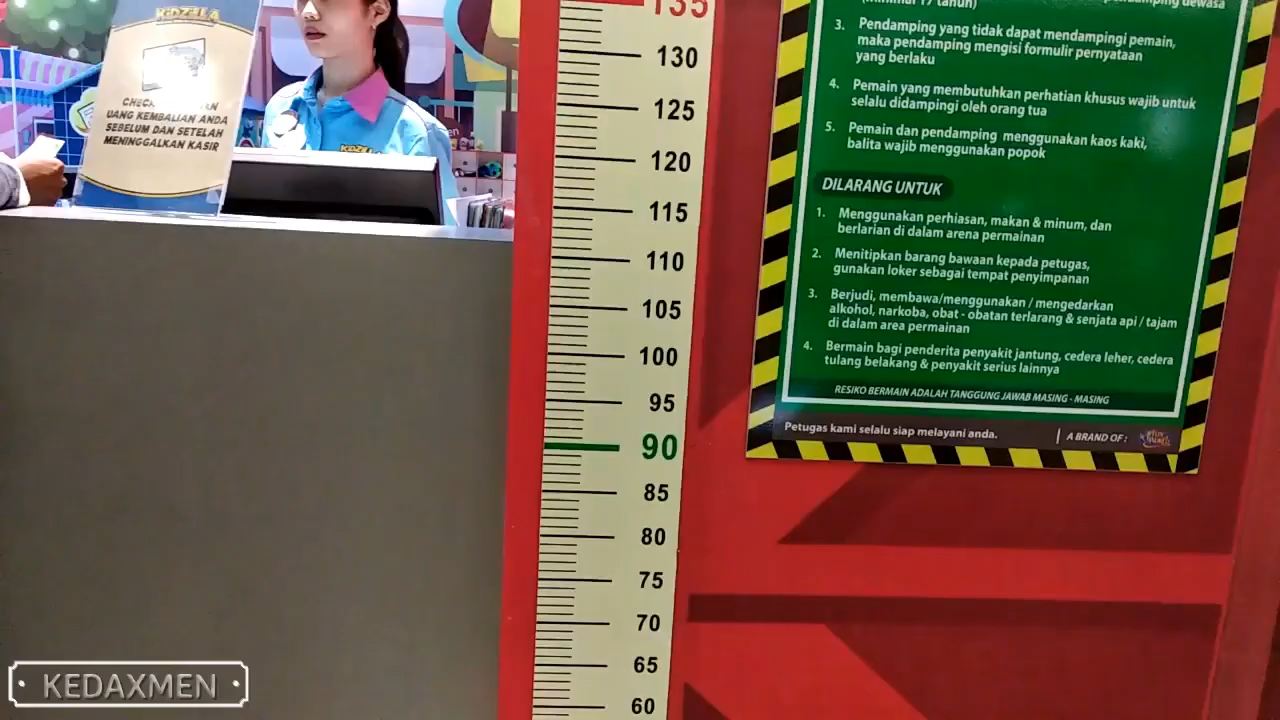 KIDZILLA
UANG KEMBALIAN ANDA
SEBELUM DAN SETELAH
MENINGGALKAN KASIR
135
130
125
120
115
110
105
100
95
90
85
80
75
70
65
60
(minimal 17 tahun)
dewasa
3. Pendamping yang tidak dapat mendampingi pemain,
maka pendamping mengisi formulir pernyataan
yang berlaku
4. Pemain yang membutuhkan perhatian khusus wajib untuk
selalu didampingi oleh orang tua
5. Pemain dan pendamping menggunakan kaos kaki,
balita wajib menggunakan popok
DILARANG UNTUK
1. Menggunakan perhiasan, makan & minum, dan
berlarian di dalam arena permainan
2. Menitipkan barang bawaan kepada petugas,
gunakan loker sebagai tempat penyimpanan
3. Berjudi, membawa/menggunakan / mengedarkan
alkohol, narkoba, obat - obatan terlarang & senjata api / tajam
di dalam area permainan
4. Bermain bagi penderita penyakit jantung, cedera leher, cedera
tulang belakang & penyakit serius lainnya
RESIKO BERMAIN ADALAH TANGGUNG JAWAB MASING - MASING
Petugas kami selalu siap melayani anda.
A BRAND OF :
KEDAXMEN